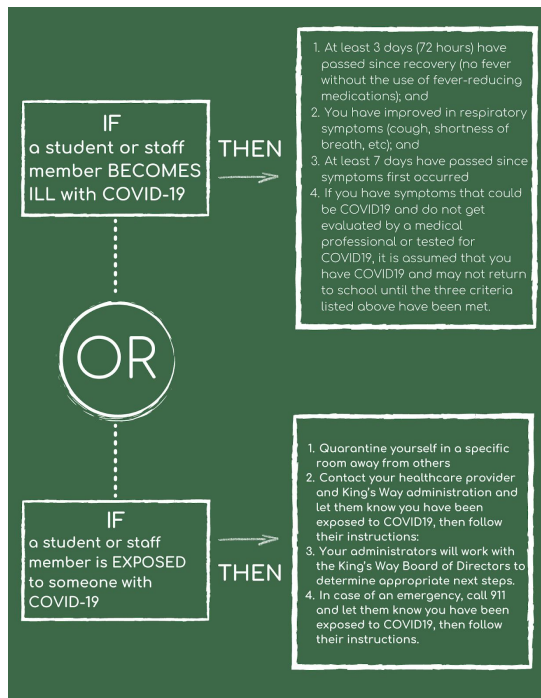 IF
a student or staff
member BECOMES
ILL with COVID-19
THEN
1. At least 3 days (72 hours) have
passed since recovery (no fever
without the use of fever-reducing
medications); and
2. You have improved in respiratory
symptoms (cough, shortness of
breath, etc); and
3. At least 7 days have passed since
symptoms first occurred
4. If you have symptoms that could
be COVID19 and do not get
evaluated by a medical
professional or tested for
COVID19, it is assumed that you
have COVID19 and may not return
to school until the three criteria
listed above have been met.
OR
IF
a student or staff
member is EXPOSED
to someone with
COVID-19
THEN
1. Quarantine yourself in a specific
room away from others
2. Contact your healthcare provider
and King's Way administration and
let them know you have been
exposed to COVID19, then follow
their instructions:
3. Your administrators will work with
the King's Way Board of Directors to
determine appropriate next steps.
4. In case of an emergency, call 911
and let them know you have been
exposed to COVID19, then follow
their instructions.